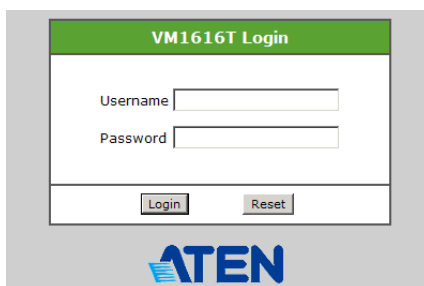 VM1616T Login
Username
Password
Login Reset
ATEN